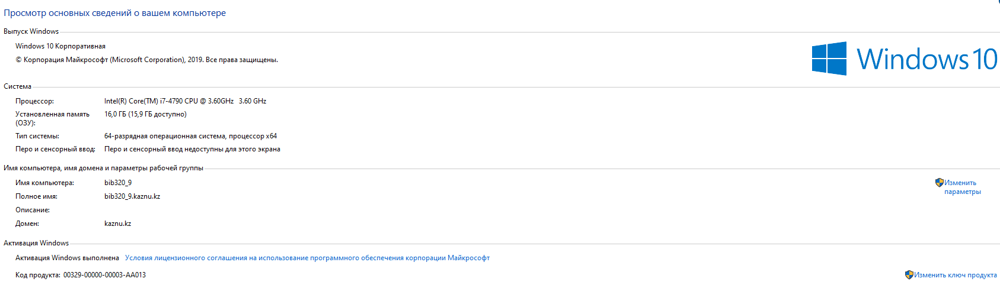 Просмотр основных сведений о вашем компьютере
Выпуск Windows
Windows 10 Корпоративная
© Корпорация Майкрософт (Microsoft Corporation), 2019. Все права защищены.
Windows 10
Система
Процессор: Intel(R) Core(TM) i7-4790 CPU @ 3.60GHz 3.60 GHz
Установленная память 16,0 ГБ (15,9 ГБ доступно)
(ОЗУ):
Тип системы: 64-разрядная операционная система, процессор x64
Перо и сенсорный ввод: Перо и сенсорный ввод недоступны для этого экрана
Имя компьютера, имя домена и параметры рабочей группы
Имя компьютера: bib320_9
Изменить
параметры
Полное имя: bib320_9.kaznu.kz
Описание:
Домен: kaznu.kz
Активация Windows
Активация Windows выполнена Условия лицензионного соглашения на использование программного обеспечения корпорации Майкрософт
Код продукта: 00329-00000-00003-AA013
Изменить ключ продукта